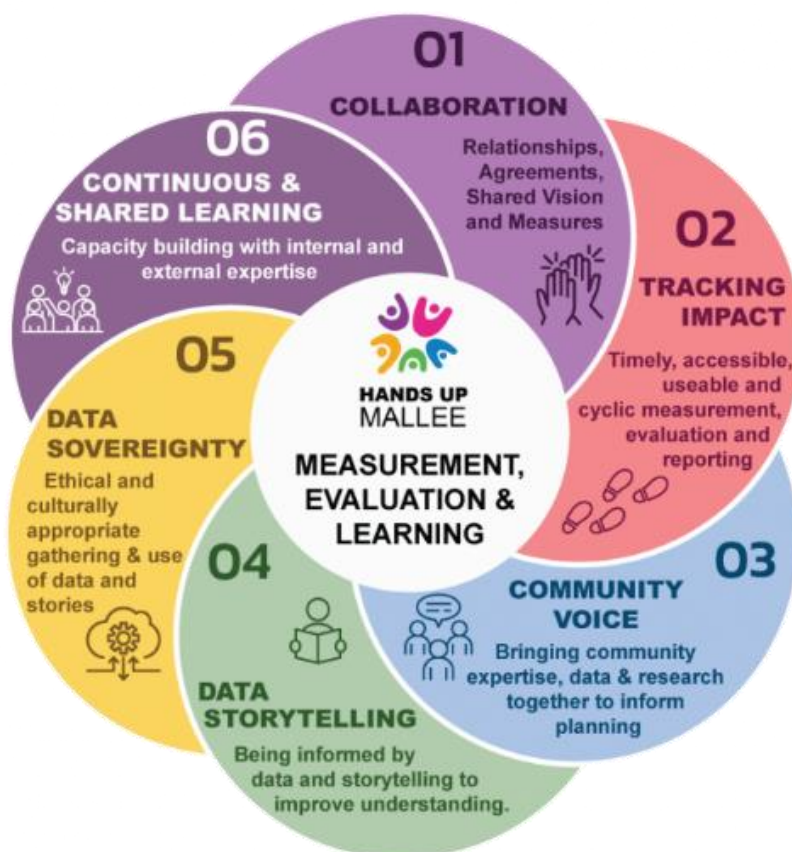 01
COLLABORATION
Relationships,
Agreements,
Shared Vision
and Measures
02
TRACKING
IMPACT
Timely, accessible,
useable and
cyclic measurement,
evaluation and
reporting
03
COMMUNITY
VOICE
Bringing community
expertise, data & research
together to inform
planning
04
DATA
STORYTELLING
Being informed by
data and storytelling to
improve understanding.
05
DATA
SOVEREIGNTY
Ethical and
culturally
appropriate
gathering & use
of data and
stories
06
CONTINUOUS &
SHARED LEARNING
Capacity building with internal and
external expertise
HANDS UP
MALLEE
MEASUREMENT,
EVALUATION &
LEARNING